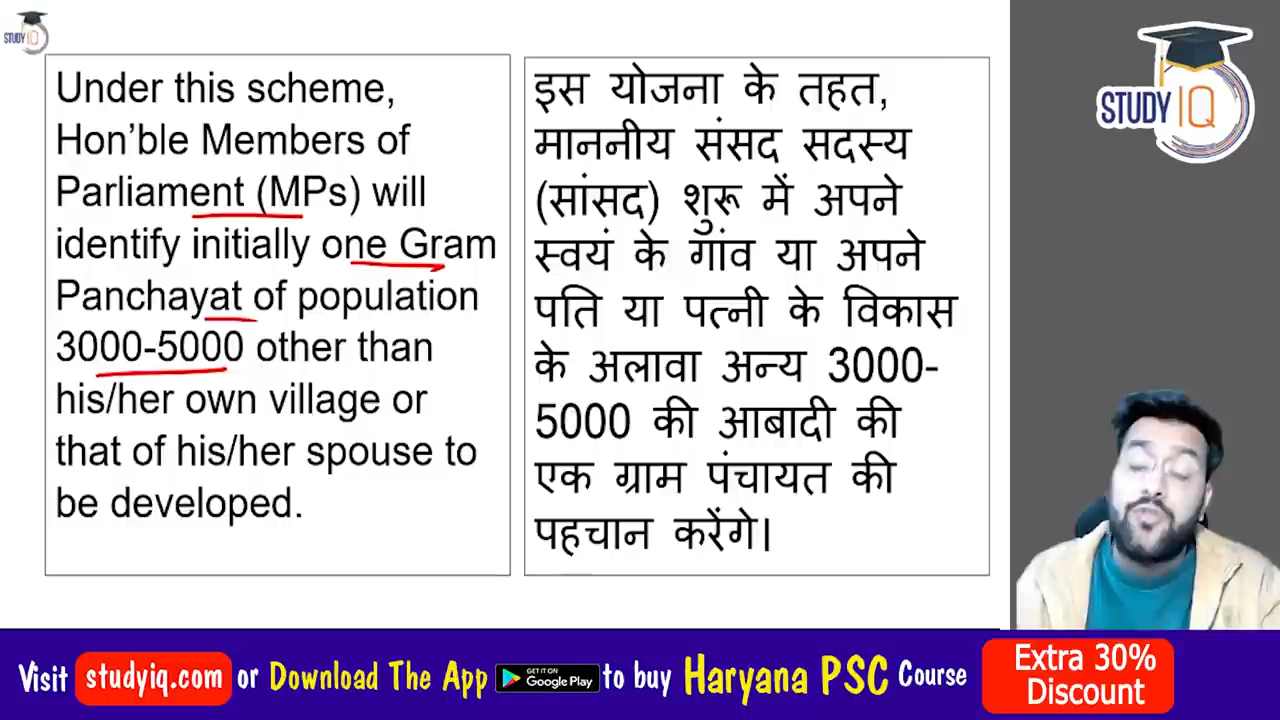 STUDY IQ
Under this scheme,
Hon’ble Members of
Parliament (MPs) will
identify initially one Gram
Panchayat of population
3000-5000 other than
his/her own village or
that of his/her spouse to
be developed.
इस योजना के तहत,
माननीय संसद सदस्य
(सांसद) शुरू में अपने
स्वयं के गांव या अपने
पति या पत्नी के विकास
के अलावा अन्य 3000-
5000 की आबादी की
एक ग्राम पंचायत की
पहचान करेंगे।
STUDY IQ
Visit studyiq.com or Download The App GET IT ON Google Play to buy Haryana PSC Course
Extra 30%
Discount